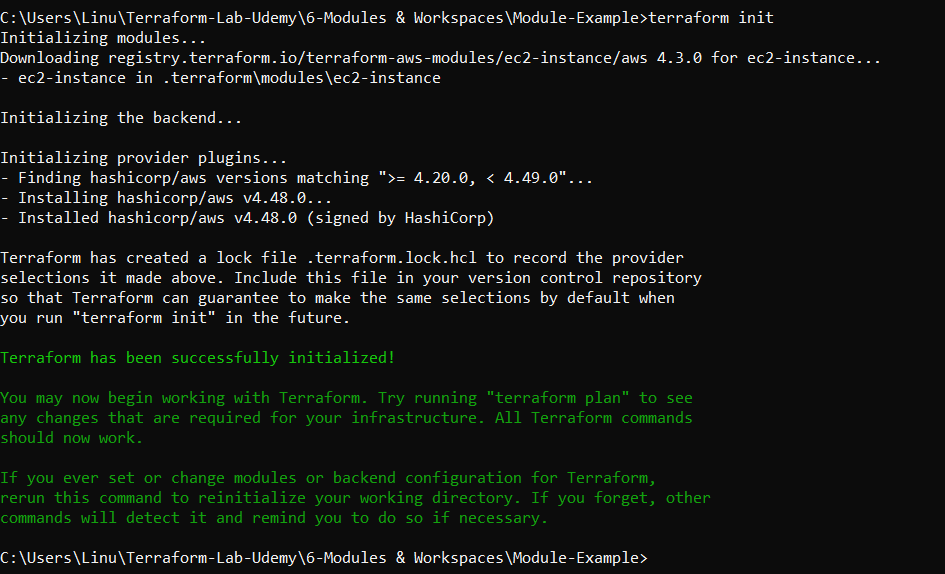 C:\Users\Linu\Terraform-Lab-Udemy\6-Modules & Workspaces\Module-Example>terraform init
Initializing modules...
Downloading registry.terraform.io/terraform-aws-modules/ec2-instance/aws 4.3.0 for ec2-instance...
- ec2-instance in .terraform\modules\ec2-instance
Initializing the backend...
Initializing provider plugins...
- Finding hashicorp/aws versions matching ">= 4.20.0, < 4.49.0"...
- Installing hashicorp/aws v4.48.0...
- Installed hashicorp/aws v4.48.0 (signed by HashiCorp)
Terraform has created a lock file .terraform.lock.hcl to record the provider
selections it made above. Include this file in your version control repository
so that Terraform can guarantee to make the same selections by default when
you run "terraform init" in the future.
Terraform has been successfully initialized!
You may now begin working with Terraform. Try running "terraform plan" to see
any changes that are required for your infrastructure. All Terraform commands
should now work.
If you ever set or change modules or backend configuration for Terraform,
rerun this command to reinitialize your working directory. If you forget, other
commands will detect it and remind you to do so if necessary.
C:\Users\Linu\Terraform-Lab-Udemy\6-Modules & Workspaces\Module-Example>